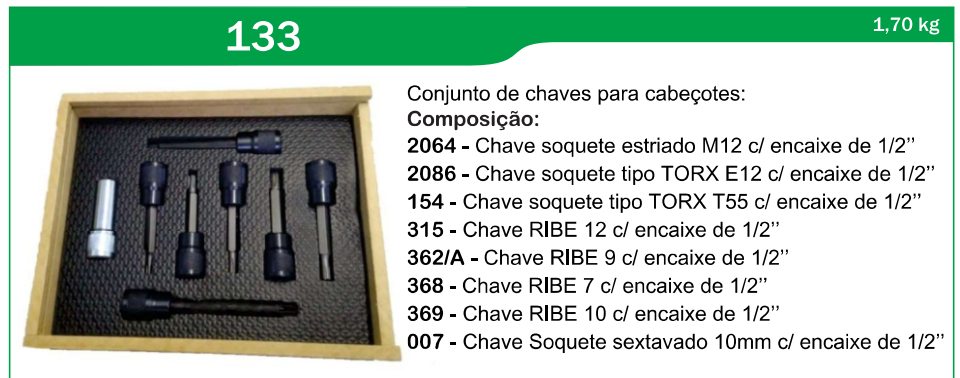 133
1,70 kg
Conjunto de chaves para cabeçotes:
Composição:
2064 - Chave soquete estriado M12 c/ encaixe de 1/2’’
2086 - Chave soquete tipo TORX E12 c/ encaixe de 1/2’’
154 - Chave soquete tipo TORX T55 c/ encaixe de 1/2’’
315 - Chave RIBE 12 c/ encaixe de 1/2’’
362/A - Chave RIBE 9 c/ encaixe de 1/2’’
368 - Chave RIBE 7 c/ encaixe de 1/2’’
369 - Chave RIBE 10 c/ encaixe de 1/2’’
007 - Chave Soquete sextavado 10mm c/ encaixe de 1/2’’